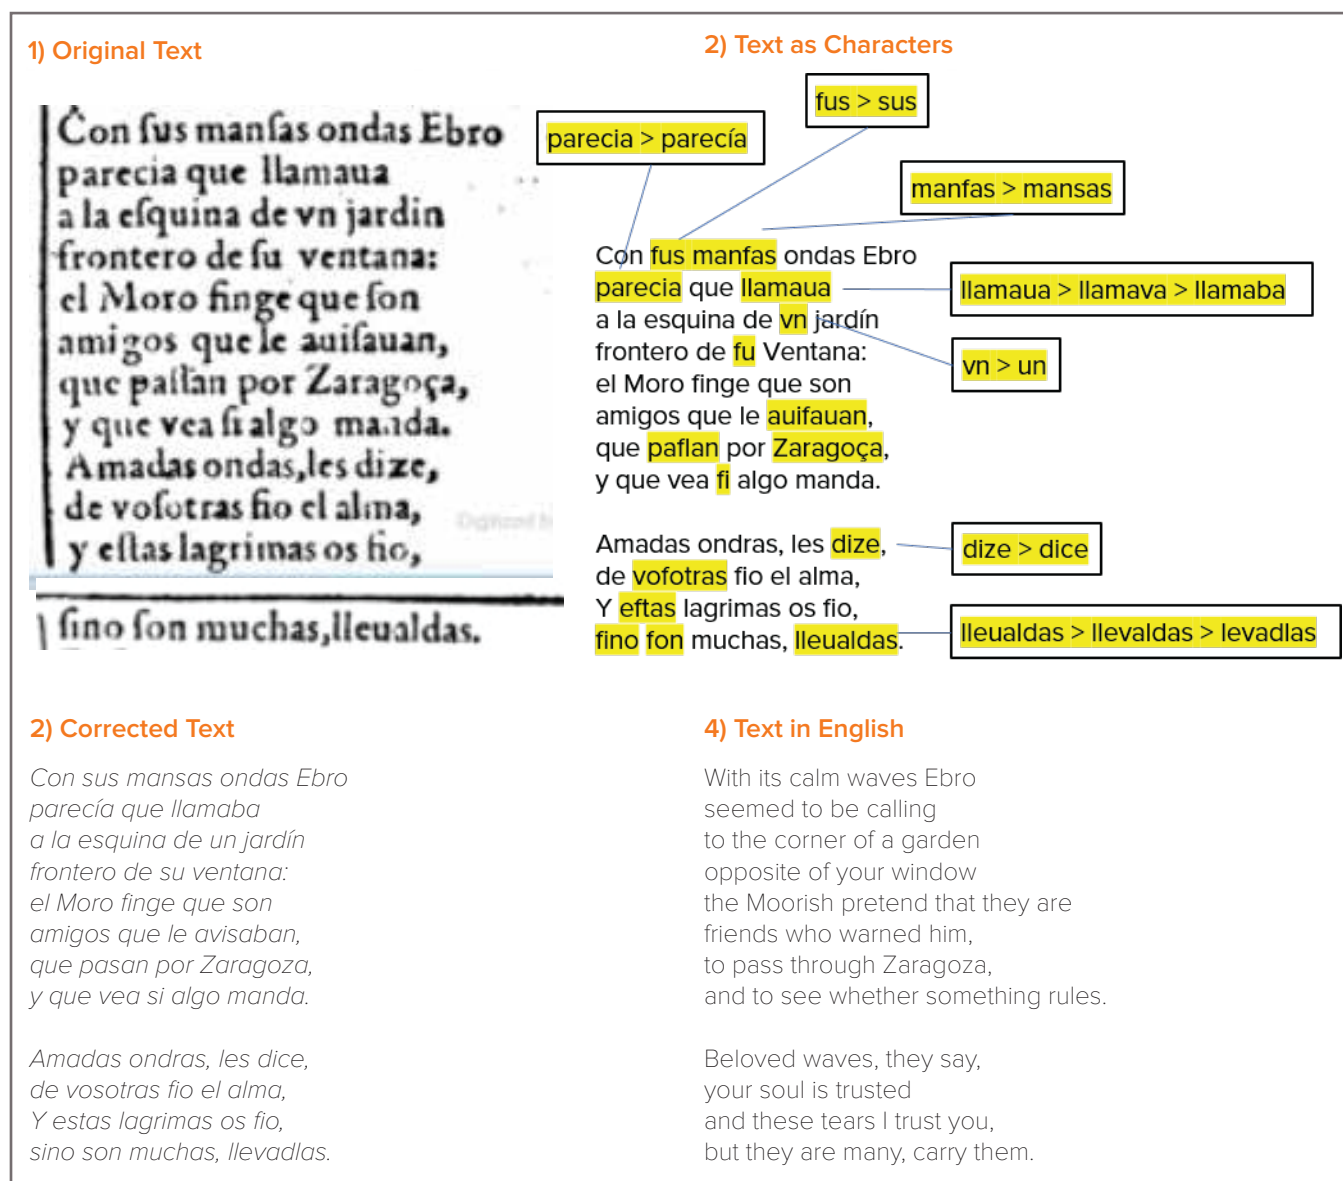 1) Original Text
Con ſus manſas ondas Ebro
parecia que llamaua
a la eſquina de vn jardin
frontero de ſu ventana:
el Moro finge que ſon
amigos que le auiſauan,
que paſſan por Zaragoça,
y que vea ſi algo manda.
Amadas ondas, les dize,
de voſotras fio el alma,
y eſtas lagrimas os fio,
ſino ſon muchas, lleualdas.
2) Text as Characters
fus > sus
parecia > parecía
manfas > mansas
Con fus manfas ondas Ebro
parecia que llamaua
a la esquina de vn jardín
frontero de fu Ventana:
el Moro finge que son
amigos que le auifauan,
que paflan por Zaragoça,
y que vea fi algo manda.
Amadas ondras, les dize,
de vofotras fio el alma,
Y eftas lagrimas os fio,
fino fon muchas, lleualdas.
llamaua > llamava > llamaba
vn > un
dize > dice
lleualdas > llevaldas > levadlas
2) Corrected Text
Con sus mansas ondas Ebro
parecía que llamaba
a la esquina de un jardín
frontero de su ventana:
el Moro finge que son
amigos que le avisaban,
que pasan por Zaragoza,
y que vea si algo manda.
Amadas ondras, les dice,
de vosotras fio el alma,
Y estas lagrimas os fio,
sino son muchas, llevadlas.
4) Text in English
With its calm waves Ebro
seemed to be calling
to the corner of a garden
opposite of your window
the Moorish pretend that they are
friends who warned him,
to pass through Zaragoza,
and to see whether something rules.
Beloved waves, they say,
your soul is trusted
and these tears I trust you,
but they are many, carry them.